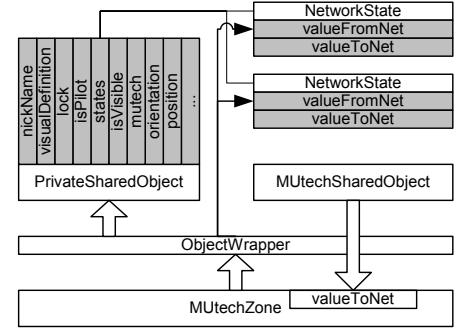 NetworkState
valueFromNet
valueToNet
NetworkState
valueFromNet
valueToNet
nickName
visualDefinition
lock
isPilot
states
isVisible
mutech
orientation
position
...
PrivateSharedObject
MUtechSharedObject
ObjectWrapper
valueToNet
MUtechZone